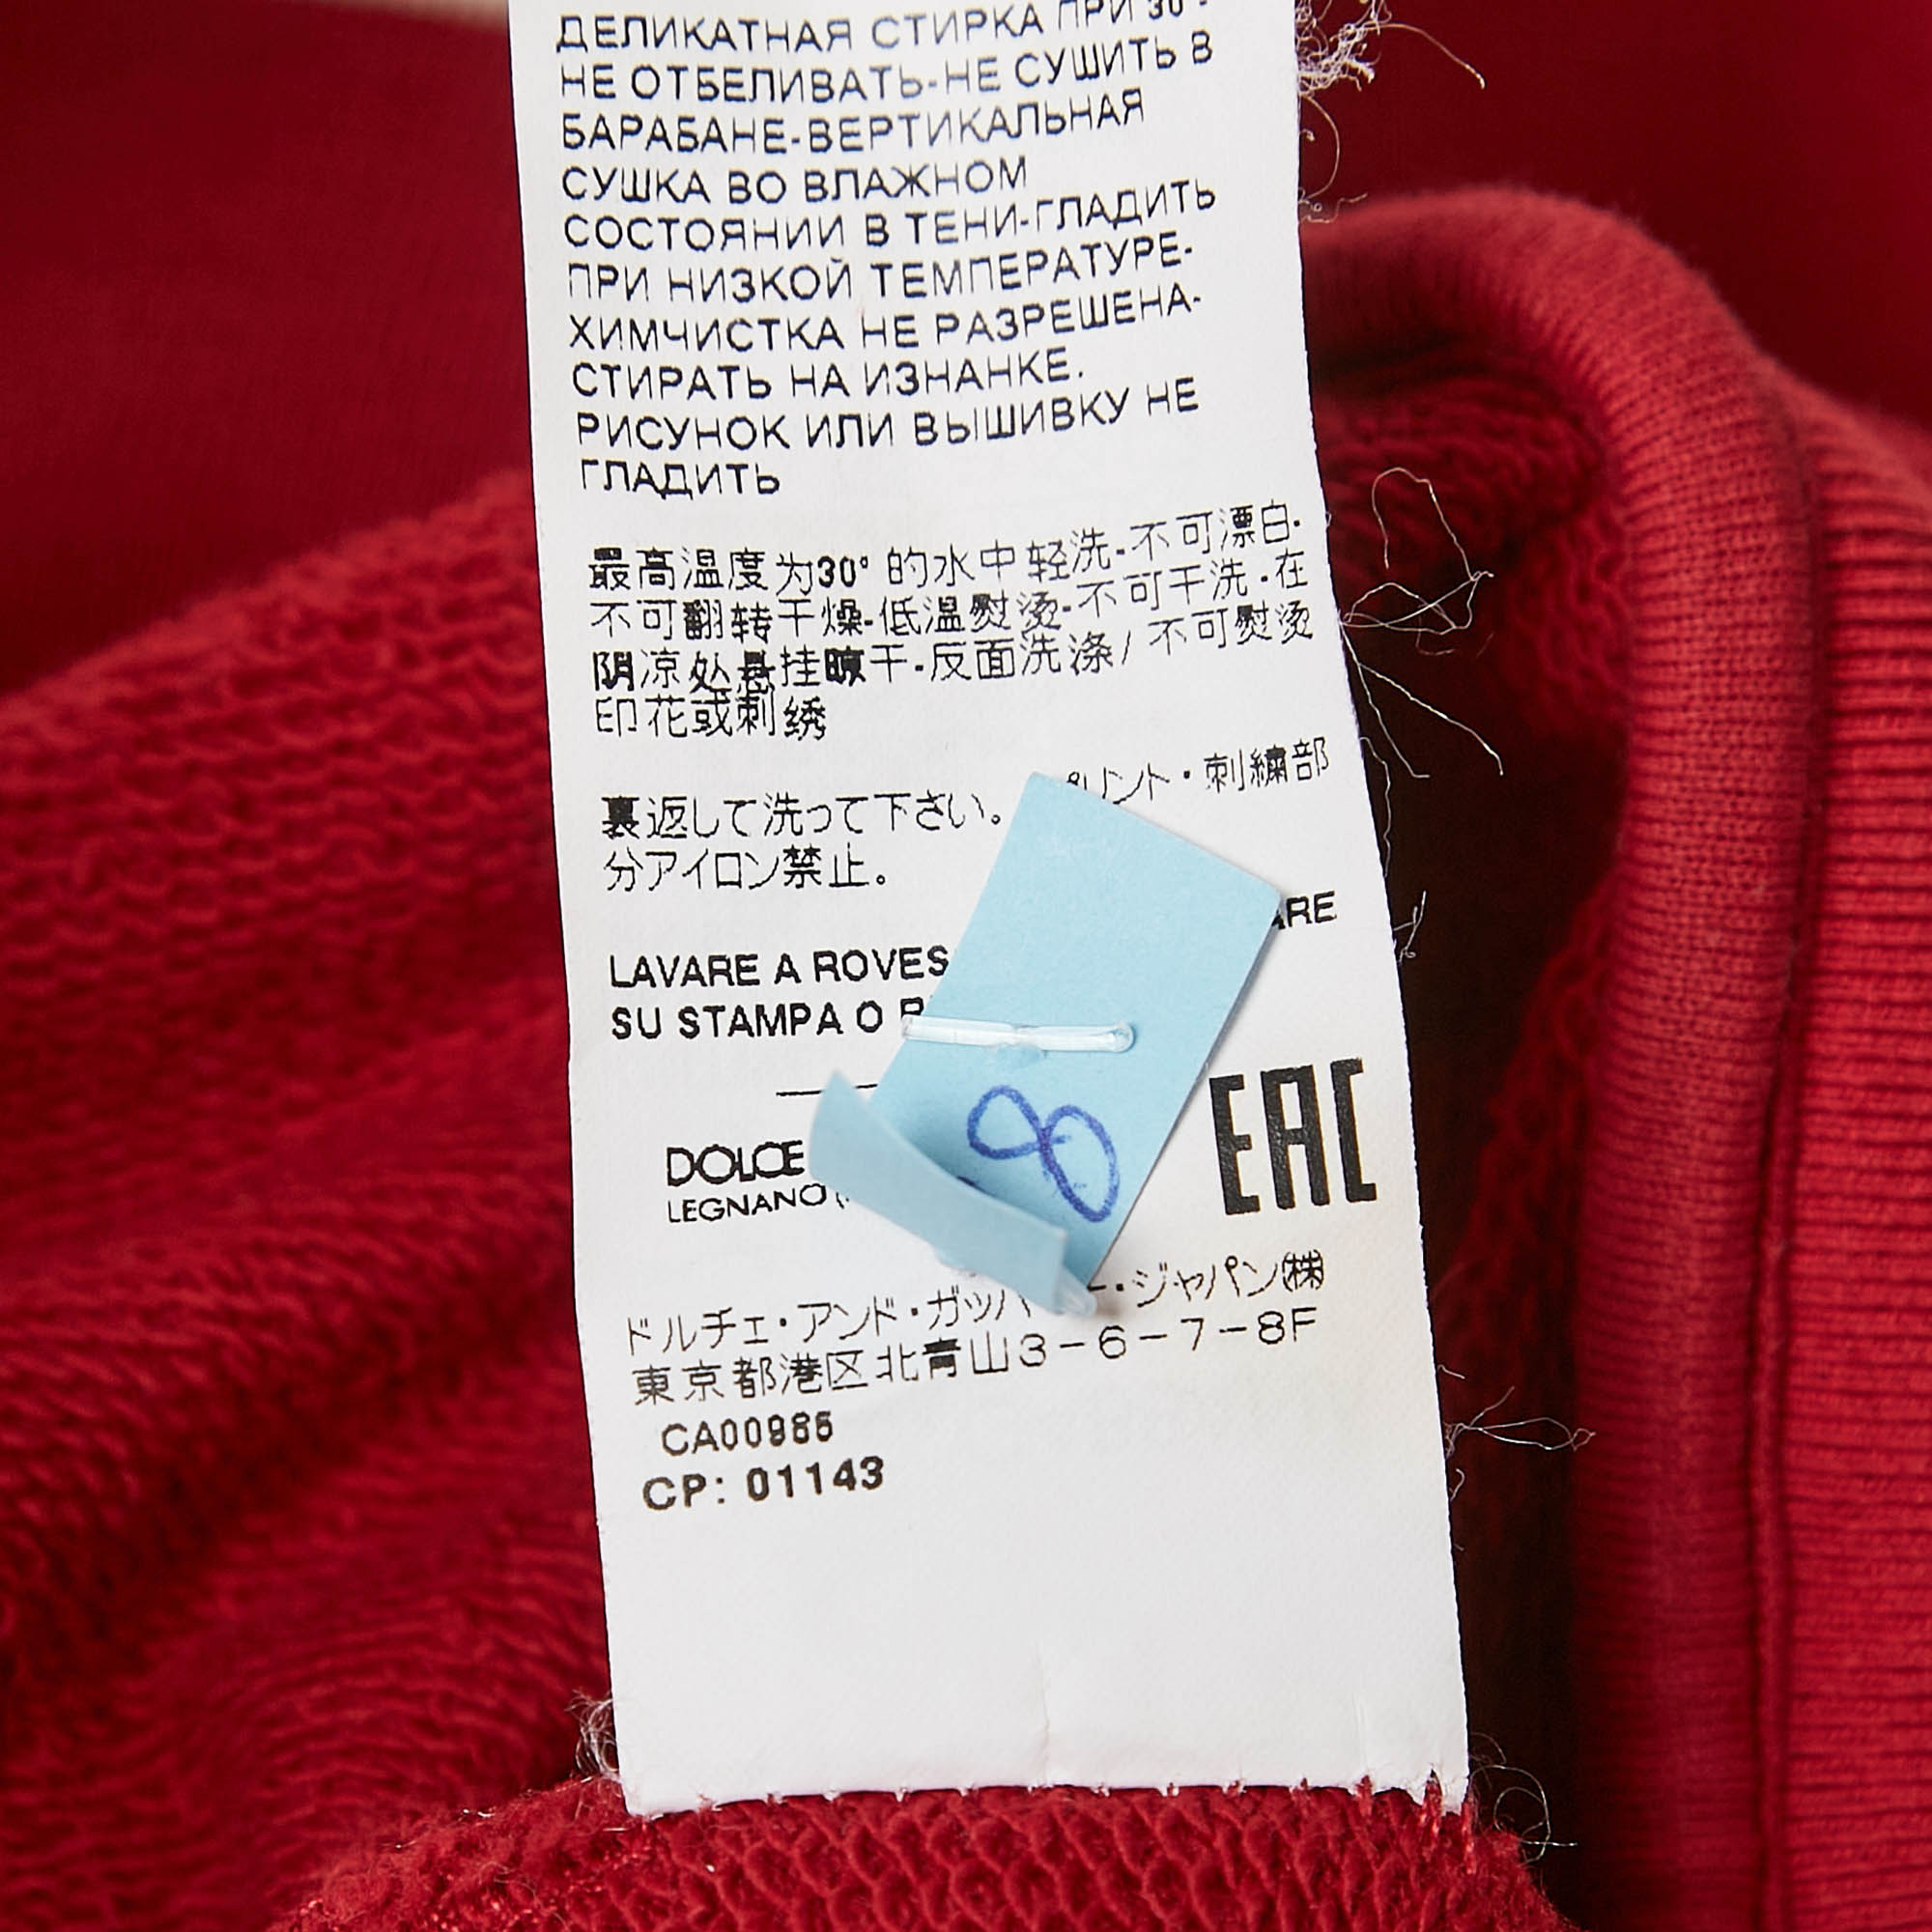 ДЕЛИКАТНАЯ СТИРКА ПРИ 30°-
НЕ ОТБЕЛИВАТЬ-НЕ СУШИТЬ В
БАРАБАНЕ-ВЕРТИКАЛЬНАЯ
СУШКА ВО ВЛАЖНОМ
СОСТОЯНИИ В ТЕНИ-ГЛАДИТЬ
ПРИ НИЗКОЙ ТЕМПЕРАТУРЕ-
ХИМЧИСТКА НЕ РАЗРЕШЕНА-
СТИРАТЬ НА ИЗНАНКЕ.
РИСУНОК ИЛИ ВЫШИВКУ НЕ
ГЛАДИТЬ
最高温度为30° 的水中轻洗-不可漂白-
不可翻转干燥-低温熨烫-不可干洗-在
阴凉处悬挂晾干-反面洗涤/ 不可熨烫
印花或刺绣
裏返して洗って下さい。 プリント・刺繍部
分アイロン禁止。
LAVARE A ROVES ARE
SU STAMPA O
DOLCE
LEGNANO
EAC
8
ドルチェ・アンド・ガッバ ー・ジャパン㈱
東京都港区北青山3-6-7-8F
CA00985
CP: 01143